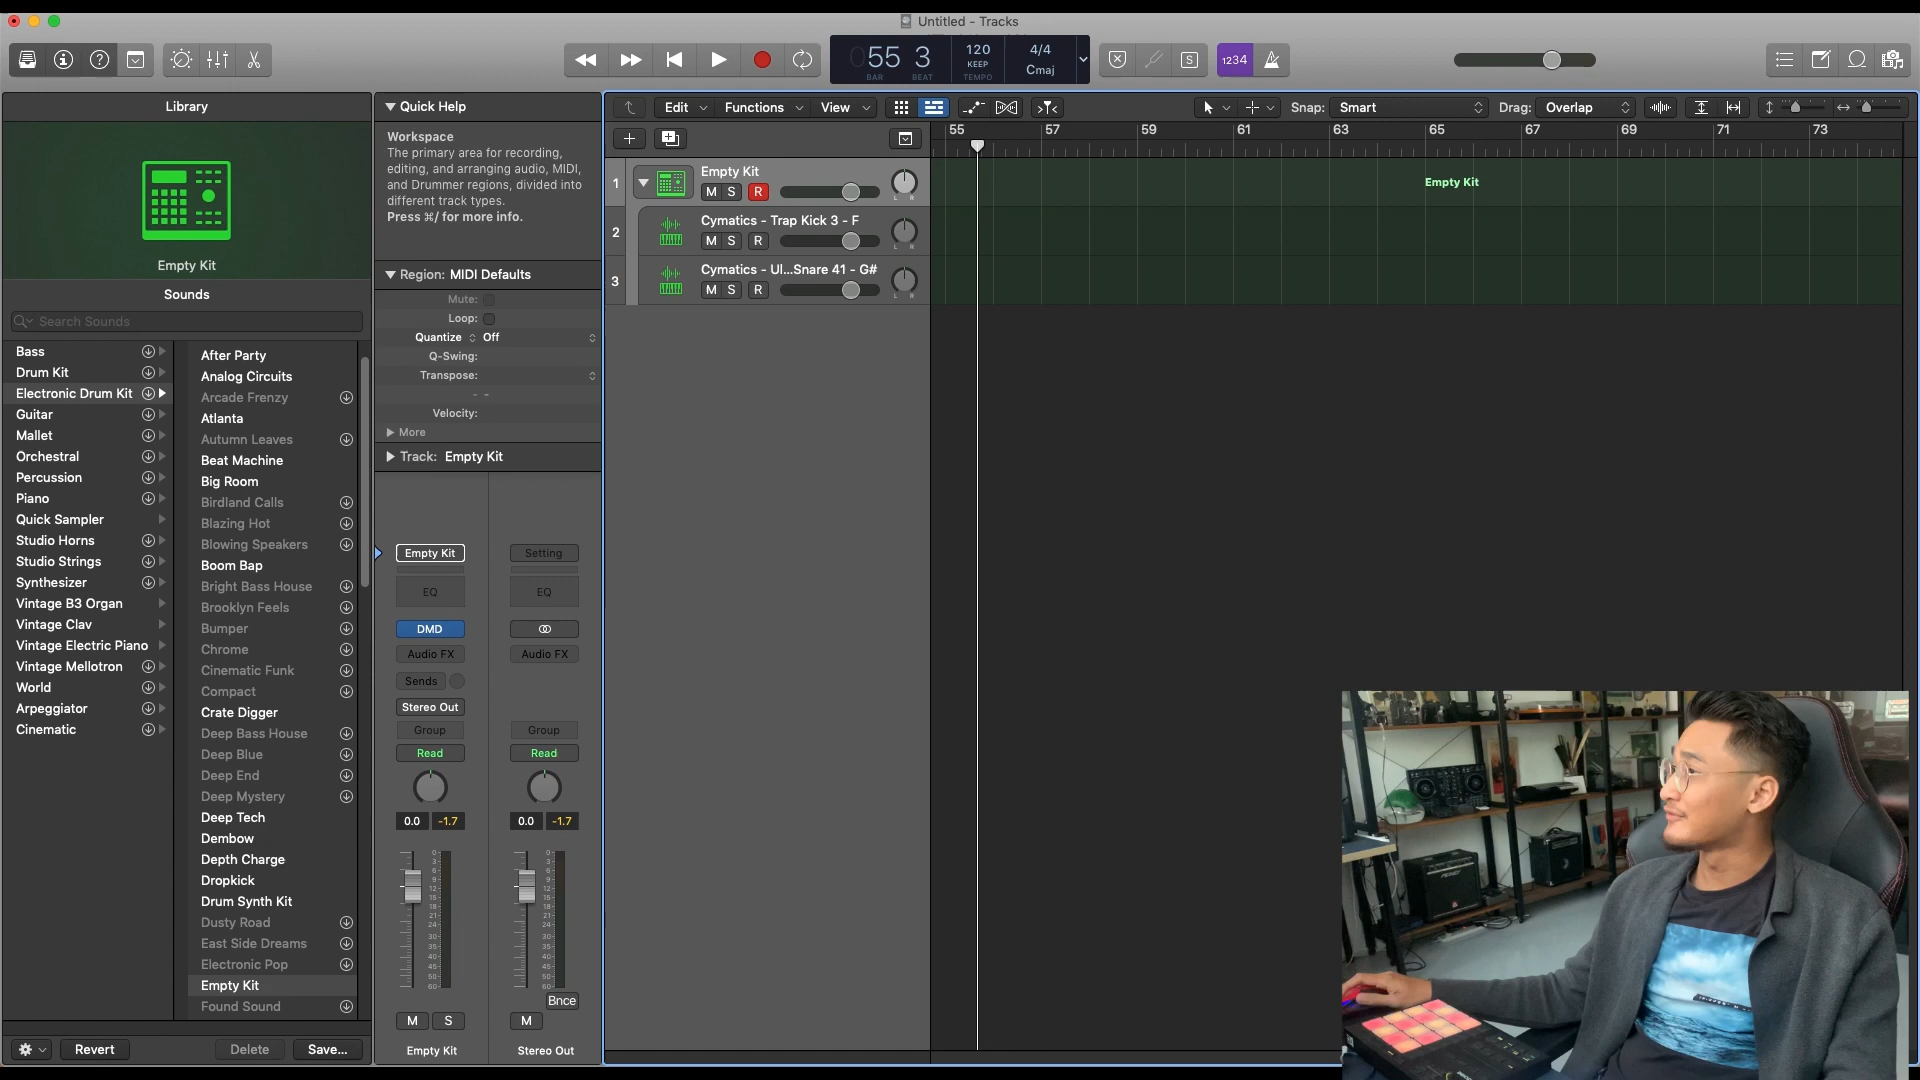 Untitled - Tracks
055 3
BAR BEAT
120
KEEP
TEMPO
4/4
Cmaj
S
1234
Library
Empty Kit
Sounds
Search Sounds
Bass
Drum Kit
Electronic Drum Kit
Guitar
Mallet
Orchestral
Percussion
Piano
Quick Sampler
Studio Horns
Studio Strings
Synthesizer
Vintage B3 Organ
Vintage Clav
Vintage Electric Piano
Vintage Mellotron
World
Arpeggiator
Cinematic
After Party
Analog Circuits
Arcade Frenzy
Atlanta
Autumn Leaves
Beat Machine
Big Room
Birdland Calls
Blazing Hot
Blowing Speakers
Boom Bap
Bright Bass House
Brooklyn Feels
Bumper
Chrome
Cinematic Funk
Compact
Crate Digger
Deep Bass House
Deep Blue
Deep End
Deep Mystery
Deep Tech
Dembow
Depth Charge
Dropkick
Drum Synth Kit
Dusty Road
East Side Dreams
Electronic Pop
Empty Kit
Found Sound
Revert Delete Save...
Quick Help
Workspace
The primary area for recording,
editing, and arranging audio, MIDI,
and Drummer regions, divided into
different track types.
Press ⌘/ for more info.
Region: MIDI Defaults
Mute:
Loop:
Quantize Off
Q-Swing:
Transpose:
- -
Velocity:
More
Track: Empty Kit
Empty Kit Setting
EQ EQ
DMD
Audio FX Audio FX
Sends
Stereo Out
Group Group
Read Read
0.0 -1.7 0.0 -1.7
Bnce
M S M
Empty Kit Stereo Out
Edit Functions View Snap: Smart Drag: Overlap
55 57 59 61 63 65 67 69 71 73
1 Empty Kit
M S R L R
Empty Kit
2 Cymatics - Trap Kick 3 - F
M S R L R
3 Cymatics - Ul...Snare 41 - G#
M S R L R